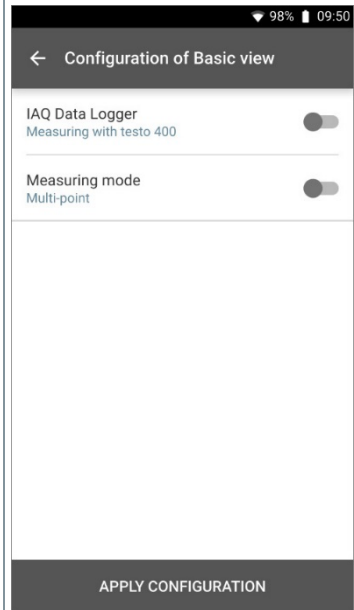 98% 09:50
Configuration of Basic view
IAQ Data Logger
Measuring with testo 400
Measuring mode
Multi-point
APPLY CONFIGURATION